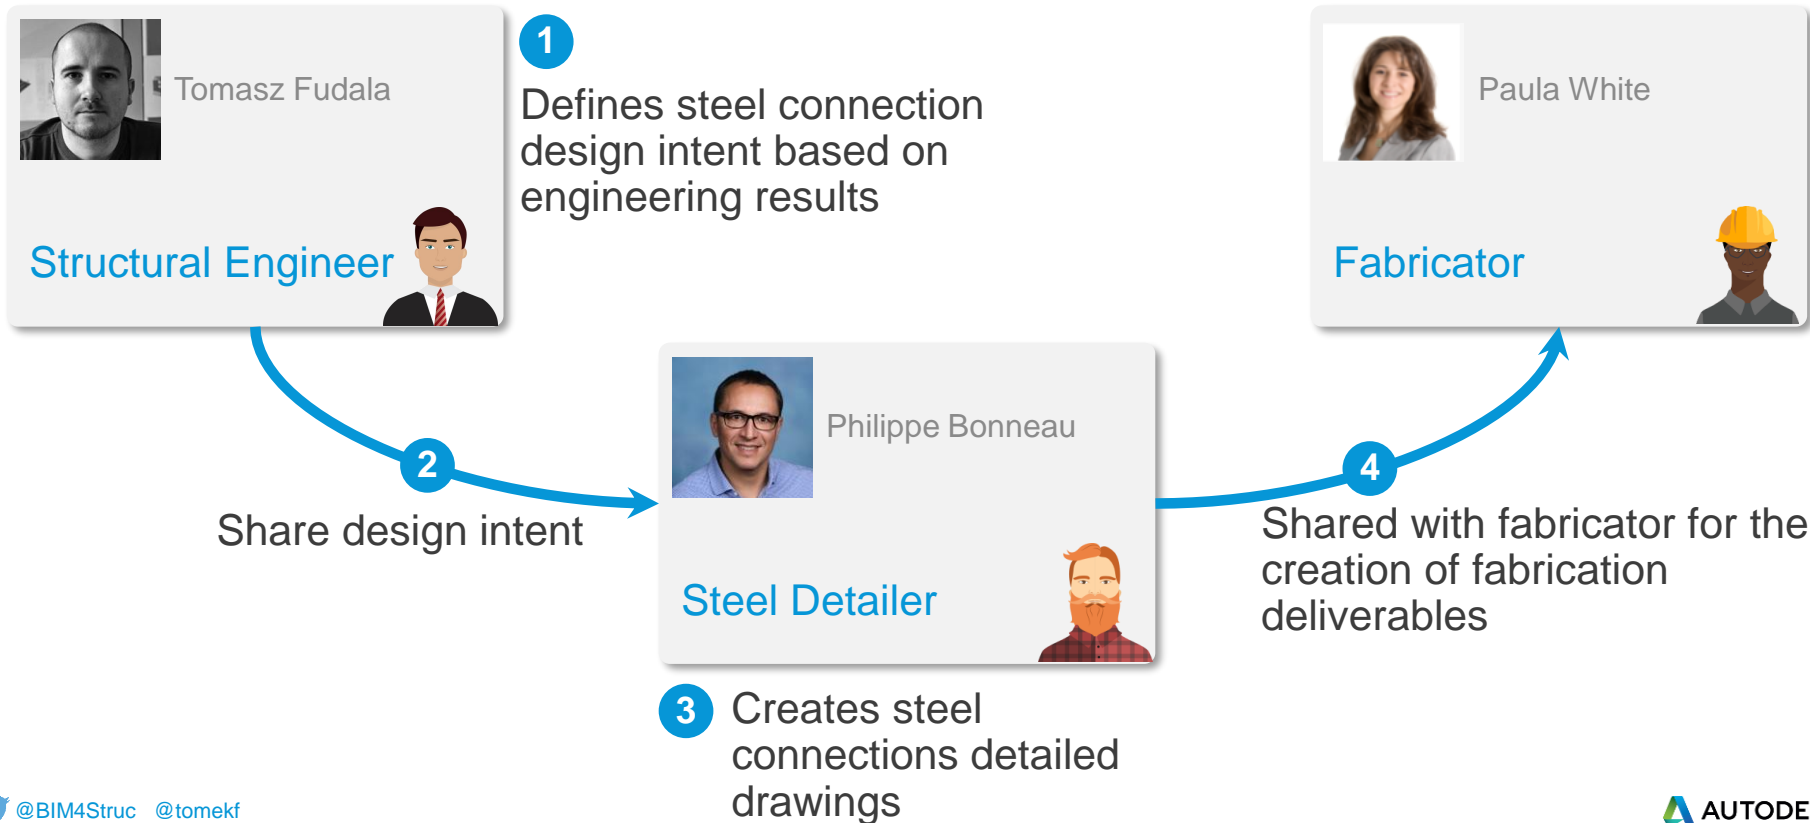 Tomasz Fudala
Structural Engineer
1
Defines steel connection
design intent based on
engineering results
2
Share design intent
Philippe Bonneau
Steel Detailer
3
Creates steel
connections detailed
drawings
4
Shared with fabricator for the
creation of fabrication
deliverables
Paula White
Fabricator
@BIM4Struc @tomekf
AUTODE